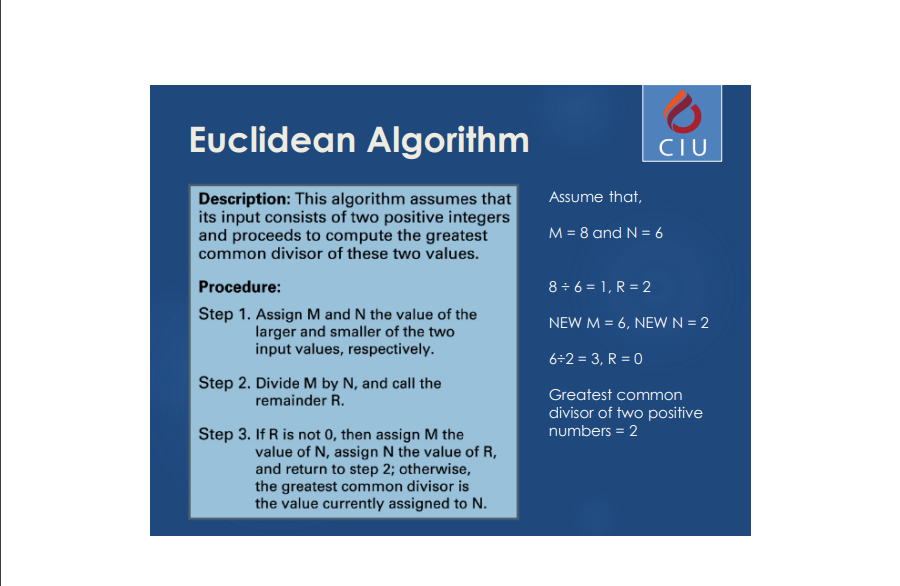 Euclidean Algorithm
CIU
Description: This algorithm assumes that
its input consists of two positive integers
and proceeds to compute the greatest
common divisor of these two values.
Procedure:
Step 1. Assign M and N the value of the
larger and smaller of the two
input values, respectively.
Step 2. Divide M by N, and call the
remainder R.
Step 3. If R is not 0, then assign M the
value of N, assign N the value of R,
and return to step 2; otherwise,
the greatest common divisor is
the value currently assigned to N.
Assume that,
M = 8 and N = 6
8 ÷ 6 = 1, R = 2
NEW M = 6, NEW N = 2
6÷2 = 3, R = 0
Greatest common
divisor of two positive
numbers = 2